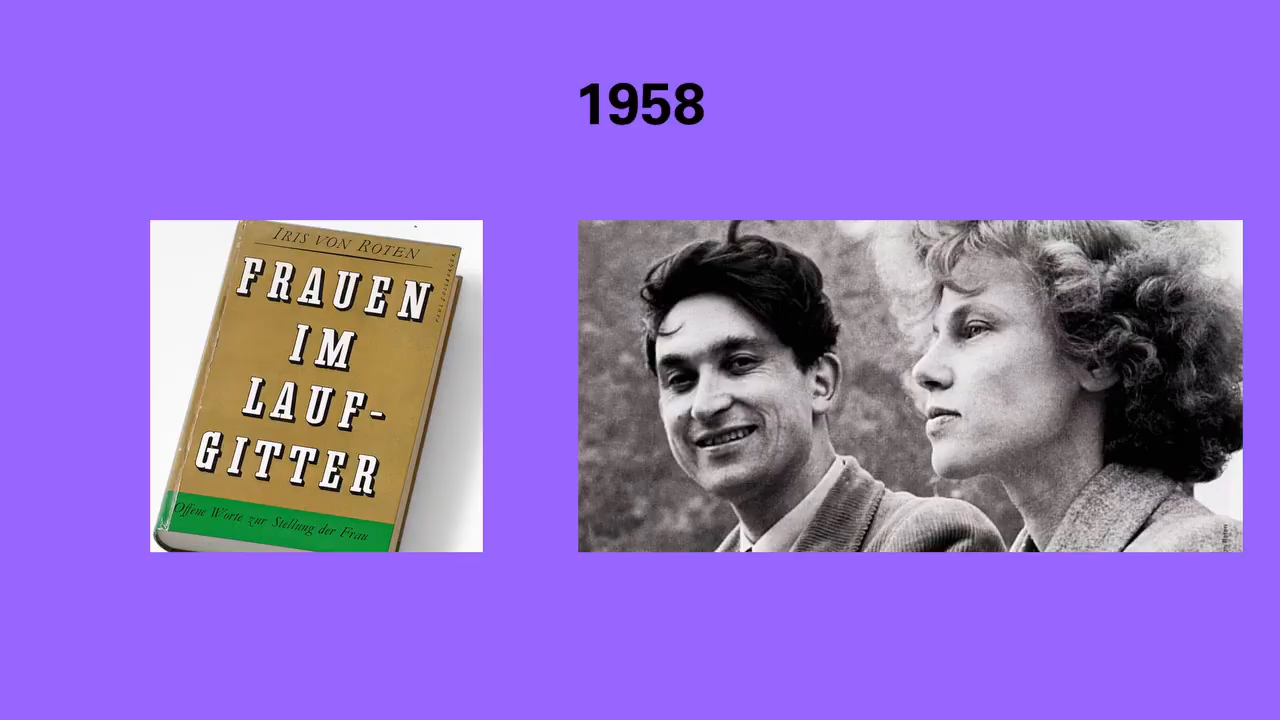 1958
IRIS VON ROTEN
FRAUEN
IM
LAUF-
GITTER
Offene Worte zur Stellung der Frau